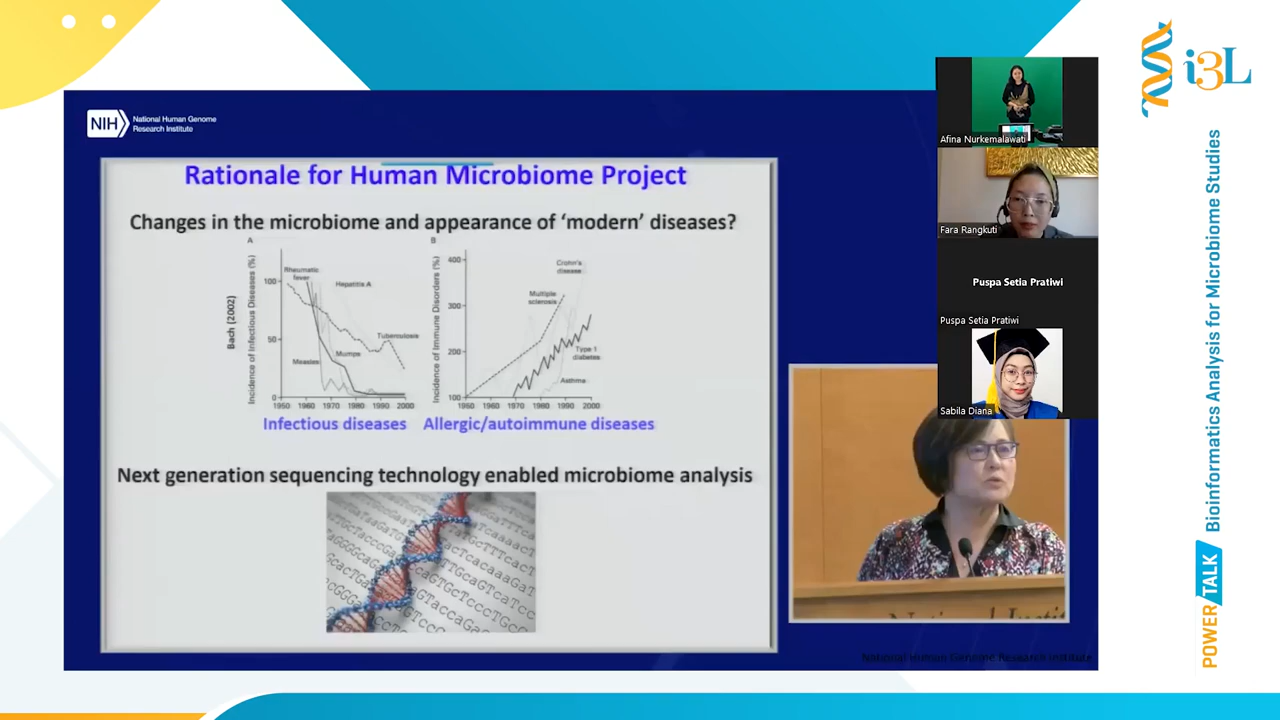 NIH
National Human Genome
Research Institute
Rationale for Human Microbiome Project
Changes in the microbiome and appearance of ‘modern’ diseases?
A
Bach (2002)
Incidence of Infectious Diseases (%)
100
50
0
Rheumatic
fever
Hepatitis A
Tuberculosis
Mumps
Measles
1950 1960 1970 1980 1990 2000
B
Incidence of Immune Disorders (%)
400
300
200
100
Crohn's
disease
Multiple
sclerosis
Type 1
diabetes
Asthma
1950 1960 1970 1980 1990 2000
Infectious diseases
Allergic/autoimmune diseases
Next generation sequencing technology enabled microbiome analysis
Afina Nurkemalawati
Fara Rangkuti
Puspa Setia Pratiwi
Puspa Setia Pratiwi
Sabila Diana
National Human Genome Research Institute
i3L
POWER TALK Bioinformatics Analysis for Microbiome Studies